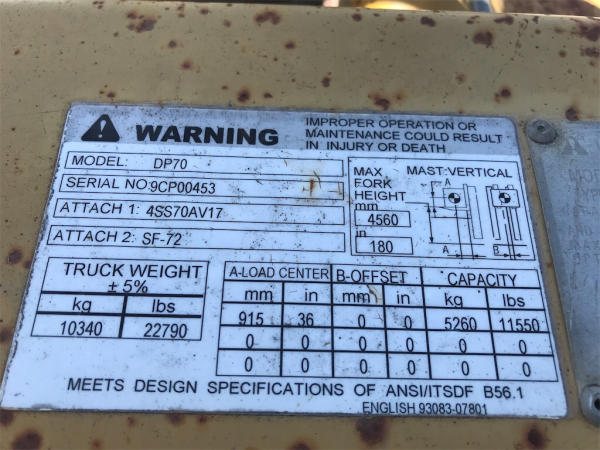 WARNING
IMPROPER OPERATION OR
MAINTENANCE COULD RESULT
IN INJURY OR DEATH
MODEL: DP70
SERIAL NO: 9CP00453
ATTACH 1: 4SS70AV17
ATTACH 2: SF-72
MAX. FORK HEIGHT
mm
4560
in
180
MAST: VERTICAL
A
A
B
TRUCK WEIGHT
± 5%
kg lbs
10340 22790
A-LOAD CENTER B-OFFSET CAPACITY
mm in mm in kg lbs
915 36 0 0 5260 11550
0 0 0 0 0 0
0 0 0 0 0 0
MEETS DESIGN SPECIFICATIONS OF ANSI/ITSDF B56.1
ENGLISH 93083-07801